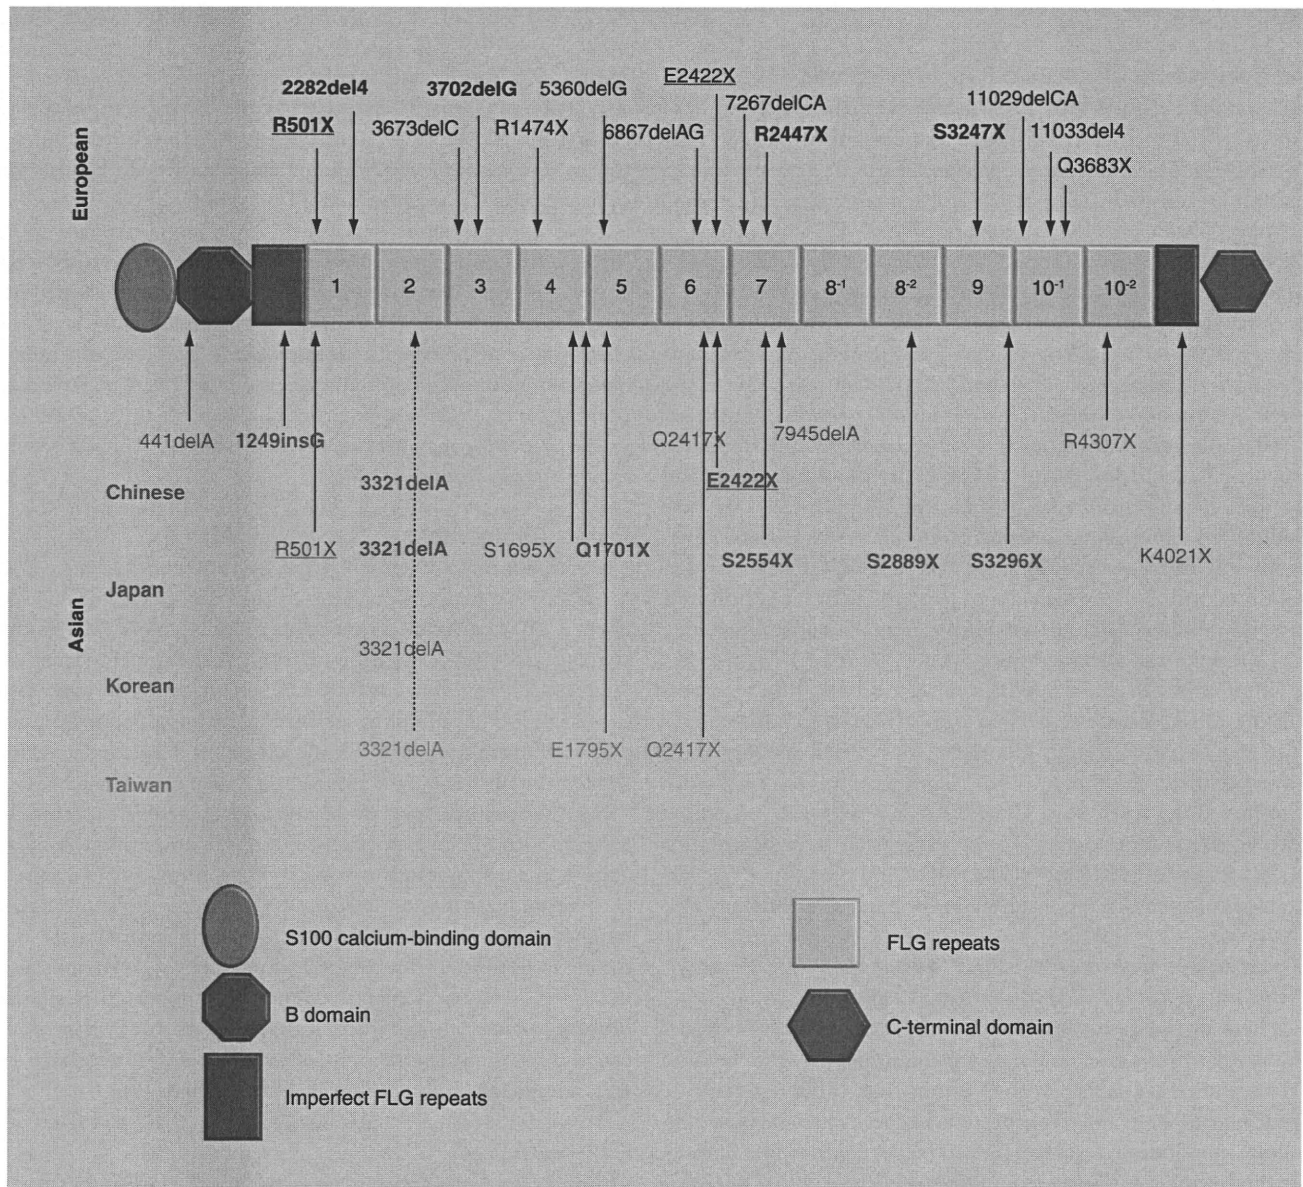 European
2282del4
R501X
3673delC
3702delG
R1474X
5360delG
6867delAG
E2422X
7267delCA
R2447X
S3247X
11029delCA
11033del4
Q3683X
1 2 3 4 5 6 7 8-1 8-2 9 10-1 10-2
Asian
441delA 1249insG Q2417X 7945delA R4307X
3321delA E2422X
Chinese
R501X 3321delA S1695X Q1701X S2554X S2889X S3296X K4021X
Japan
3321delA
Korean
3321delA E1795X Q2417X
Taiwan
S100 calcium-binding domain
B domain
Imperfect FLG repeats
FLG repeats
C-terminal domain